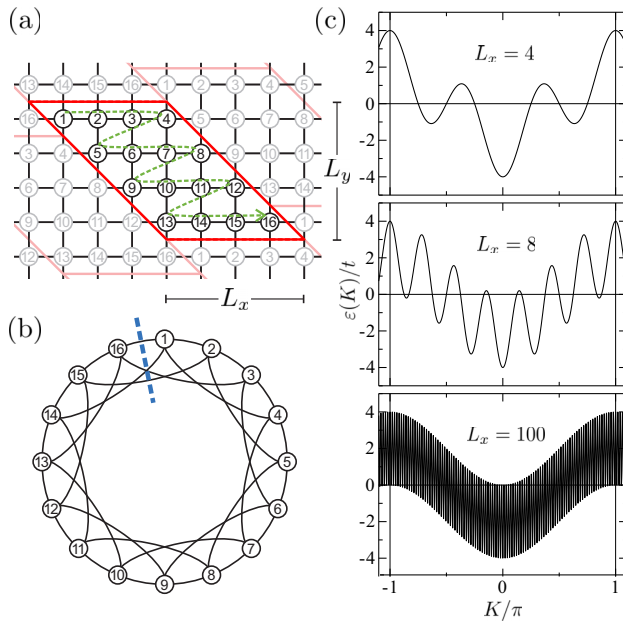 (a)
13 14 15 16 1 2 3 4 5
16 1 2 3 4 5 6 7 8
3 4 5 6 7 8 9 10 11
6 7 8 9 10 11 12 13 14
9 10 11 12 13 14 15 16 1
12 13 14 15 16 1 2 3 4
L_y
L_x
(b)
1
2
3
4
5
6
7
8
9
10
11
12
13
14
15
16
(c)
L_x = 4
4
2
0
-2
-4
L_x = 8
4
2
0
-2
-4
ε(K)/t
L_x = 100
4
2
0
-2
-4
-1 0 1
K/π